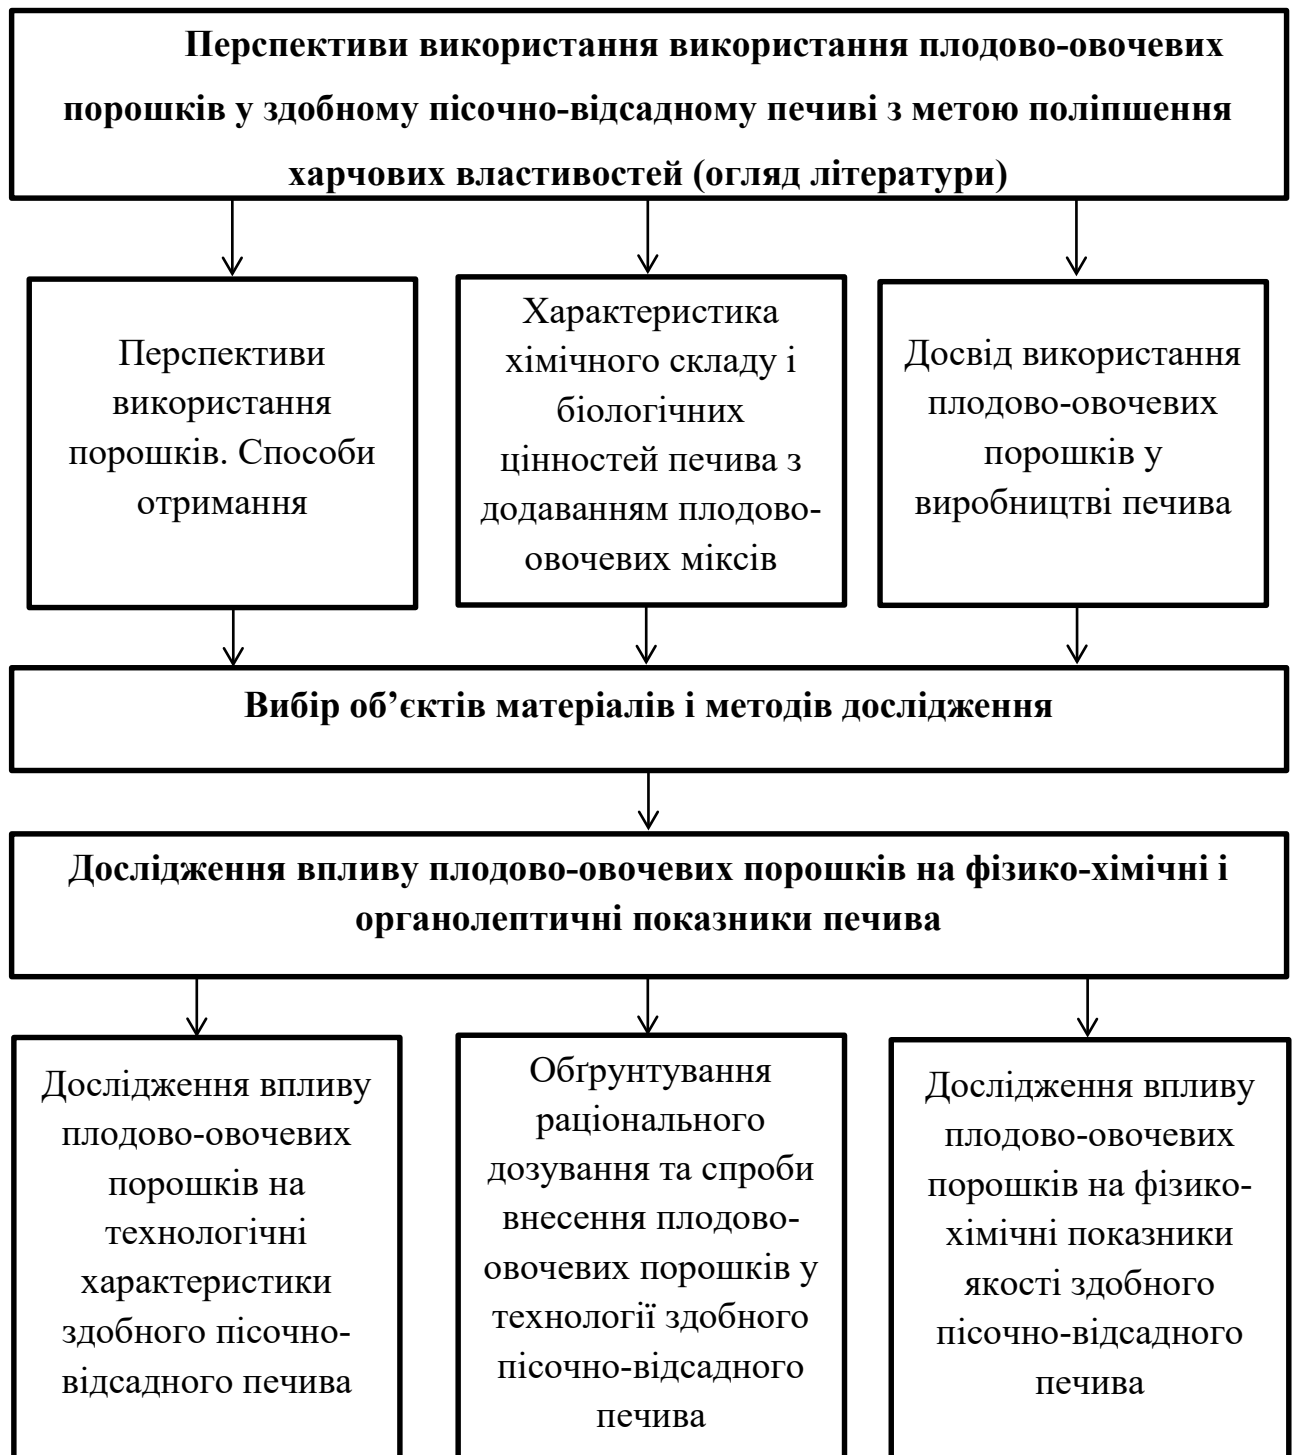 Перспективи використання використання плодово-овочевих
порошків у здобному пісочно-відсадному печиві з метою поліпшення
харчових властивостей (огляд літератури)
Перспективи
використання
порошків. Способи
отримання
Характеристика
хімічного складу і
біологічних
цінностей печива з
додаванням плодово-
овочевих міксів
Досвід використання
плодово-овочевих
порошків у
виробництві печива
Вибір об’єктів матеріалів і методів дослідження
Дослідження впливу плодово-овочевих порошків на фізико-хімічні і
органолептичні показники печива
Дослідження впливу
плодово-овочевих
порошків на
технологічні
характеристики
здобного пісочно-
відсадного печива
Обґрунтування
раціонального
дозування та спроби
внесення плодово-
овочевих порошків у
технології здобного
пісочно-відсадного
печива
Дослідження впливу
плодово-овочевих
порошків на фізико-
хімічні показники
якості здобного
пісочно-відсадного
печива